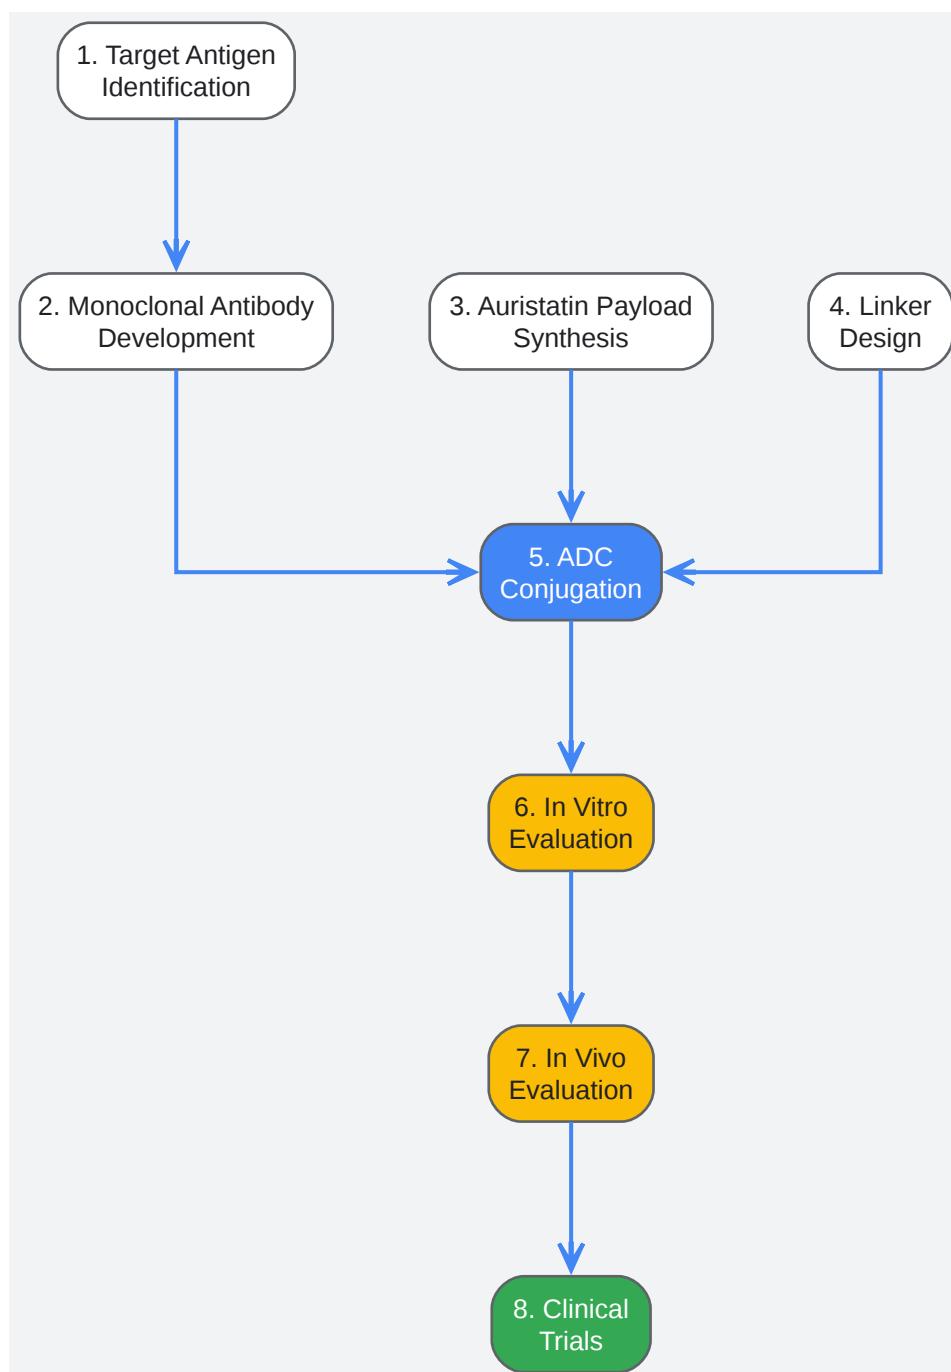 1. Target Antigen
Identification
2. Monoclonal Antibody
Development
3. Auristatin Payload
Synthesis
4. Linker
Design
5. ADC
Conjugation
6. In Vitro
Evaluation
7. In Vivo
Evaluation
8. Clinical
Trials